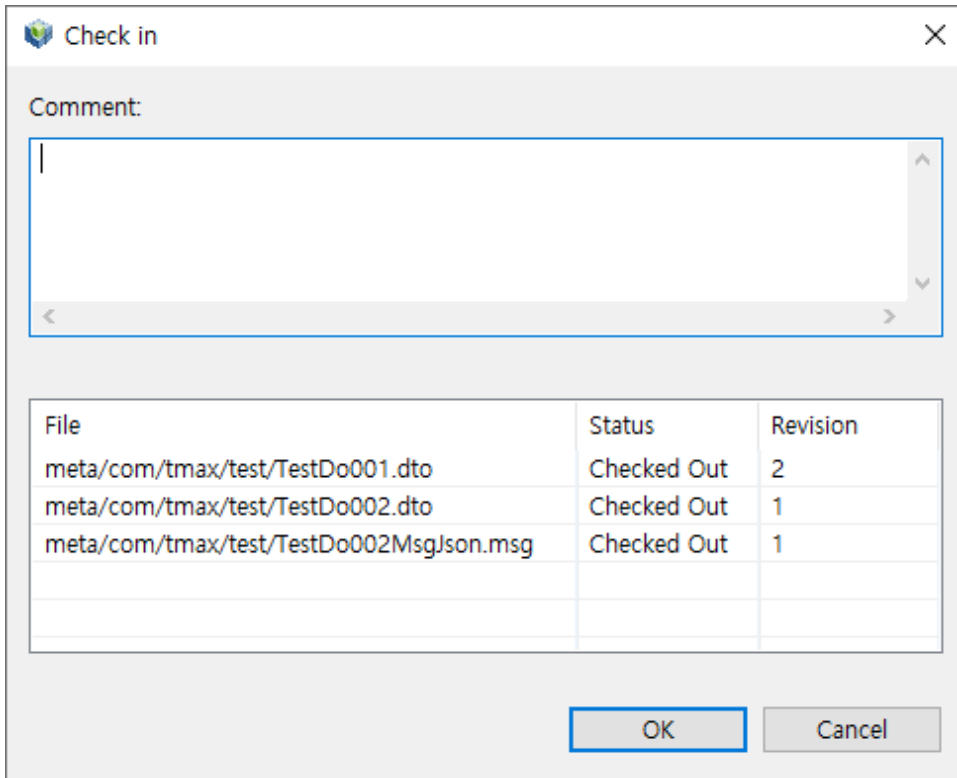 Check in
Comment:
File Status Revision
meta/com/tmax/test/TestDo001.dto Checked Out 2
meta/com/tmax/test/TestDo002.dto Checked Out 1
meta/com/tmax/test/TestDo002MsgJson.msg Checked Out 1
OK Cancel